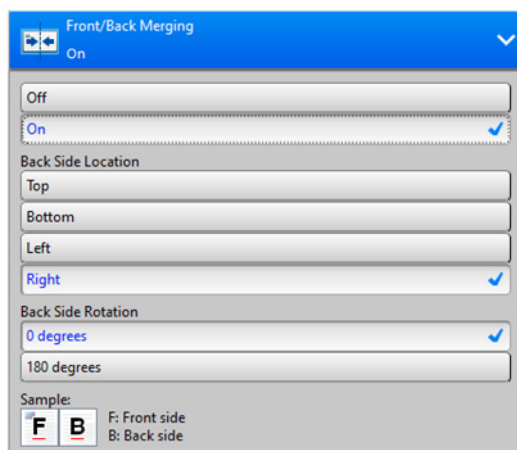 Front/Back Merging
On
Off
On
Back Side Location
Top
Bottom
Left
Right
Back Side Rotation
0 degrees
180 degrees
Sample:
F B
F: Front side
B: Back side